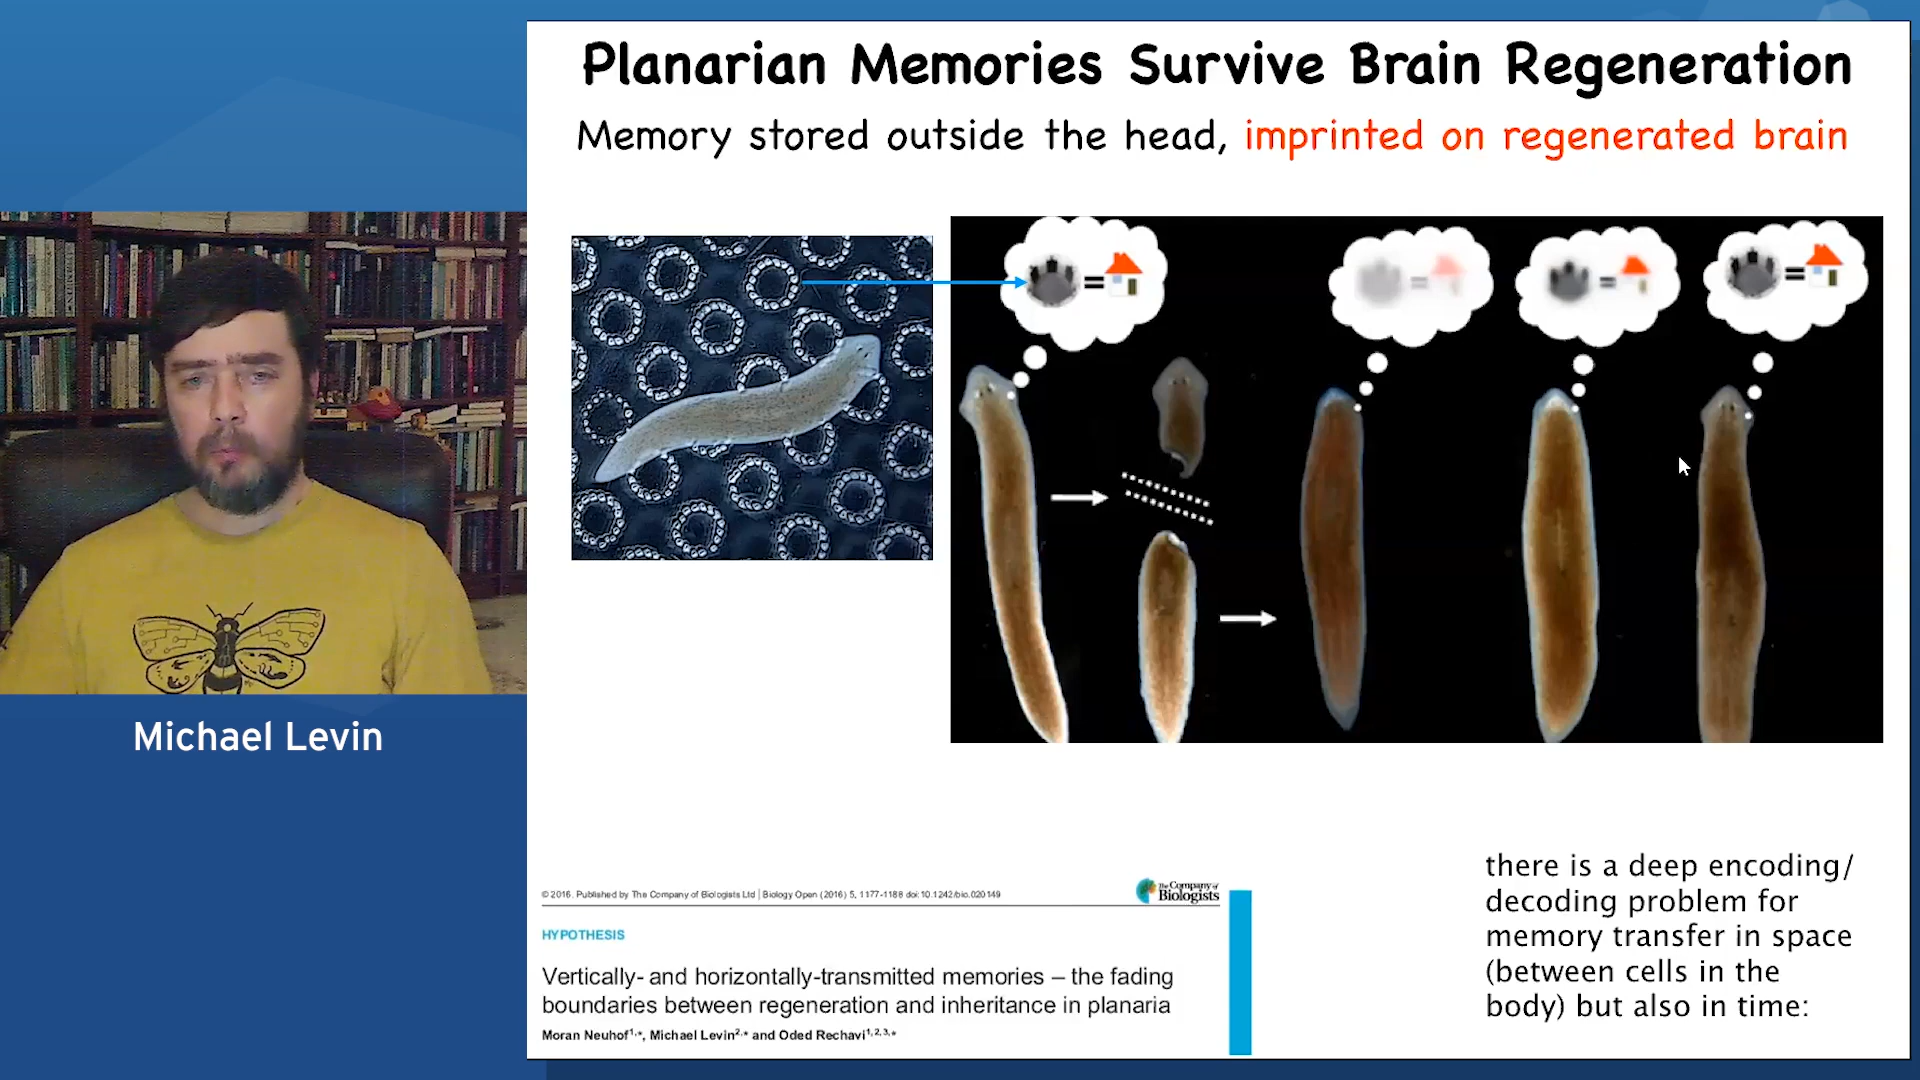 Planarian Memories Survive Brain Regeneration
Memory stored outside the head, imprinted on regenerated brain
=
=
=
=
Michael Levin
© 2016. Published by The Company of Biologists Ltd | Biology Open (2016) 5, 1177-1188 doi:10.1242/bio.020149
The Company of
Biologists
HYPOTHESIS
Vertically- and horizontally-transmitted memories – the fading
boundaries between regeneration and inheritance in planaria
Moran Neuhof1,*, Michael Levin2,* and Oded Rechavi1,2,3,*
there is a deep encoding/
decoding problem for
memory transfer in space
(between cells in the
body) but also in time: